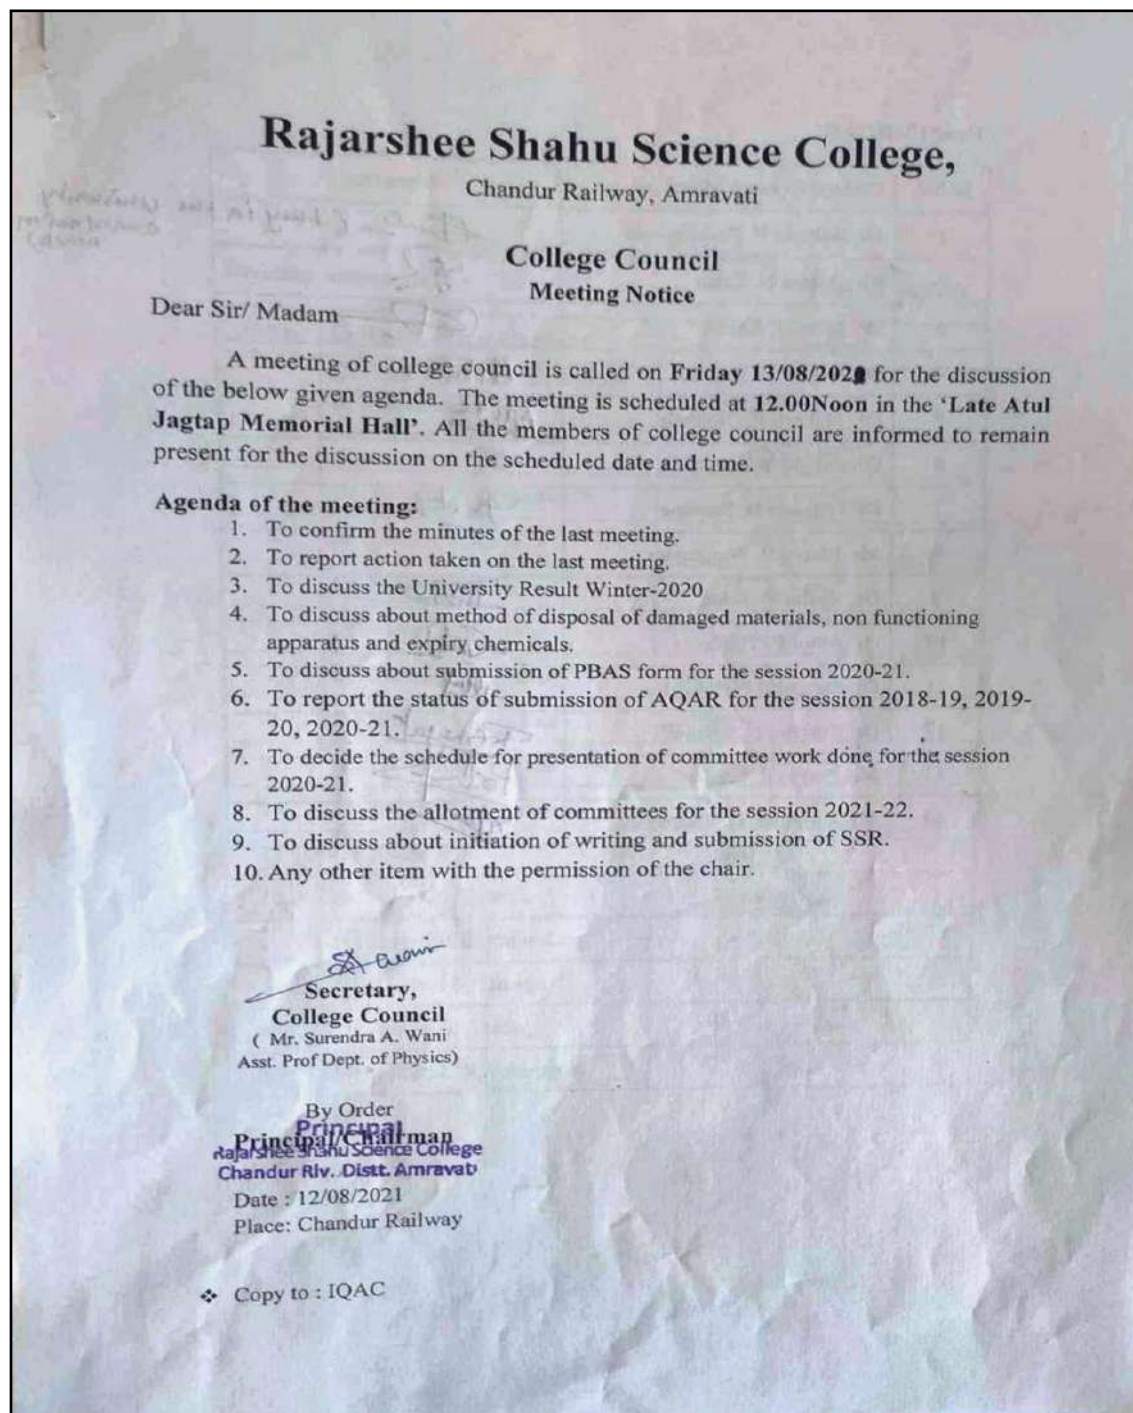 Rajarshee Shahu Science College,
Chandur Railway, Amravati
College Council
Meeting Notice
Dear Sir/ Madam
A meeting of college council is called on Friday 13/08/202 for the discussion
of the below given agenda. The meeting is scheduled at 12.00Noon in the ‘Late Atul
Jagtap Memorial Hall’. All the members of college council are informed to remain
present for the discussion on the scheduled date and time.
Agenda of the meeting:
1. To confirm the minutes of the last meeting.
2. To report action taken on the last meeting.
3. To discuss the University Result Winter-2020
4. To discuss about method of disposal of damaged materials, non functioning
apparatus and expiry chemicals.
5. To discuss about submission of PBAS form for the session 2020-21.
6. To report the status of submission of AQAR for the session 2018-19, 2019-
20, 2020-21.
7. To decide the schedule for presentation of committee work done for the session
2020-21.
8. To discuss the allotment of committees for the session 2021-22.
9. To discuss about initiation of writing and submission of SSR.
10. Any other item with the permission of the chair.
Secretary,
College Council
( Mr. Surendra A. Wani
Asst. Prof Dept. of Physics)
By Order
Principal
Principal/Chairman
Rajarshee Shahu Science College
Chandur Rlv. Distt. Amravati
Date : 12/08/2021
Place: Chandur Railway
❖ Copy to : IQAC